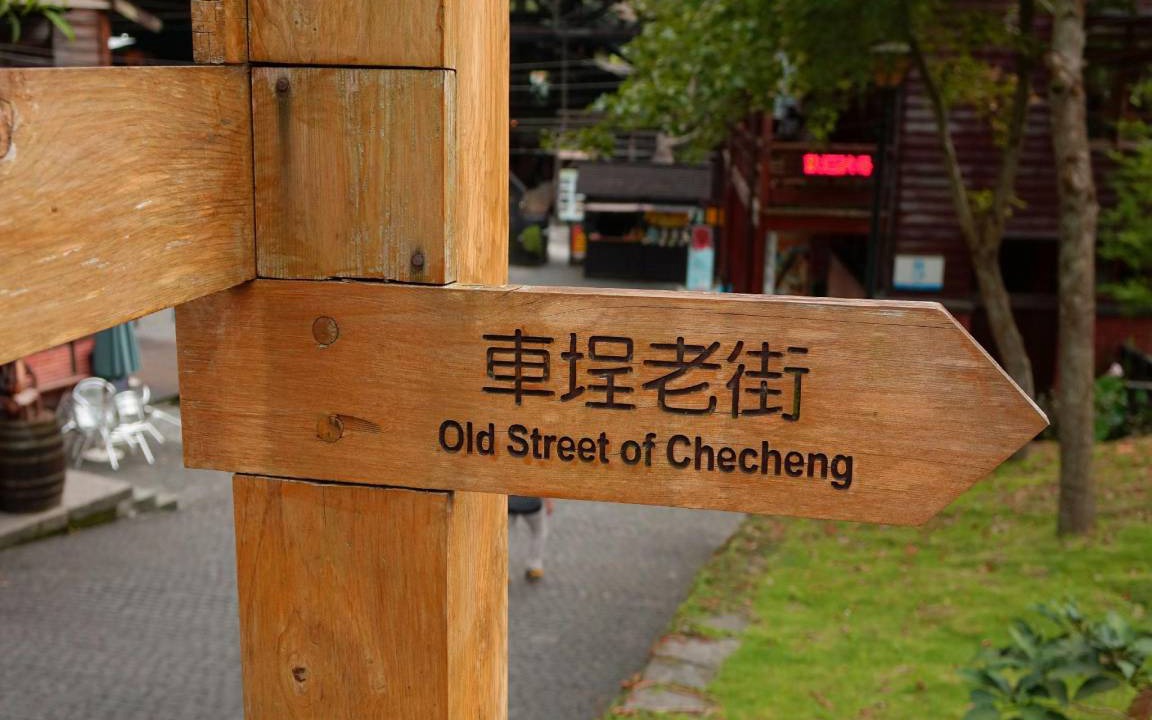 車埕老街
Old Street of Checheng